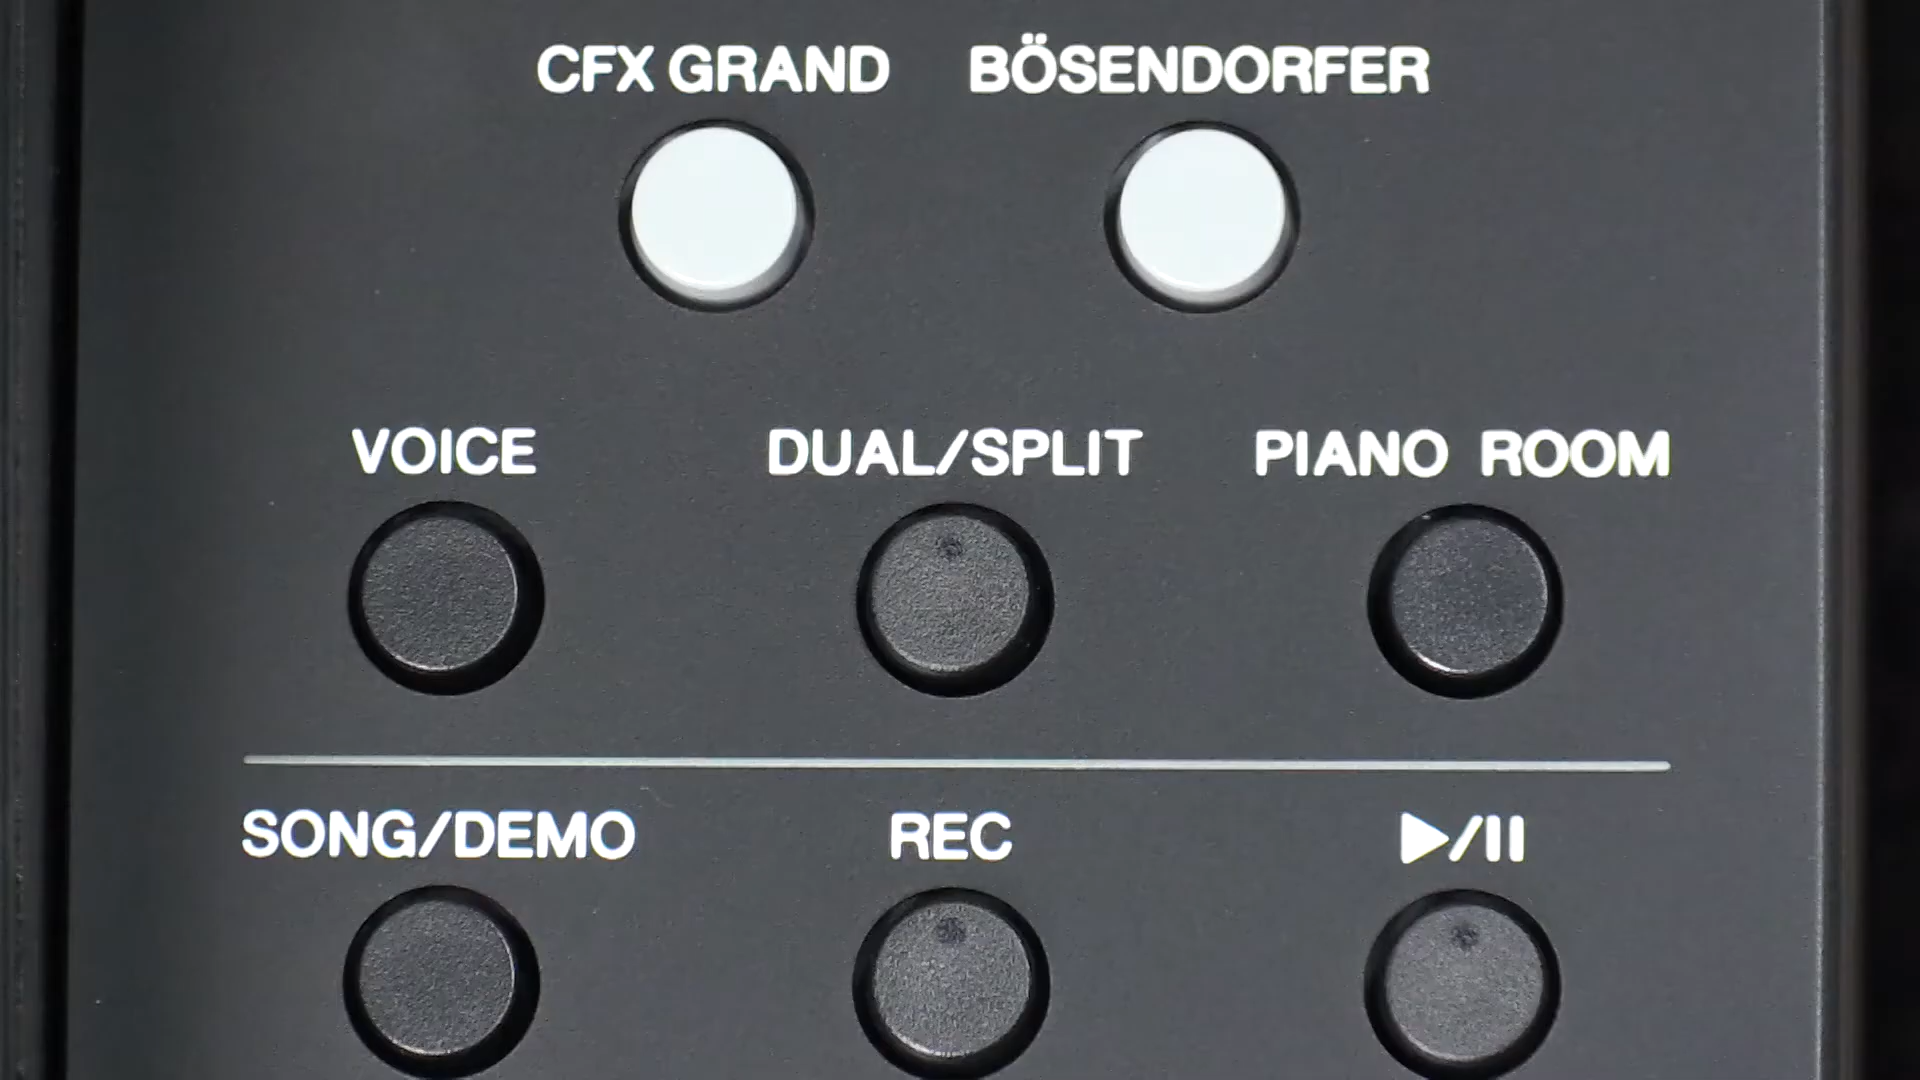 CFX GRAND BÖSENDORFER
VOICE DUAL/SPLIT PIANO ROOM
SONG/DEMO REC ▶/II